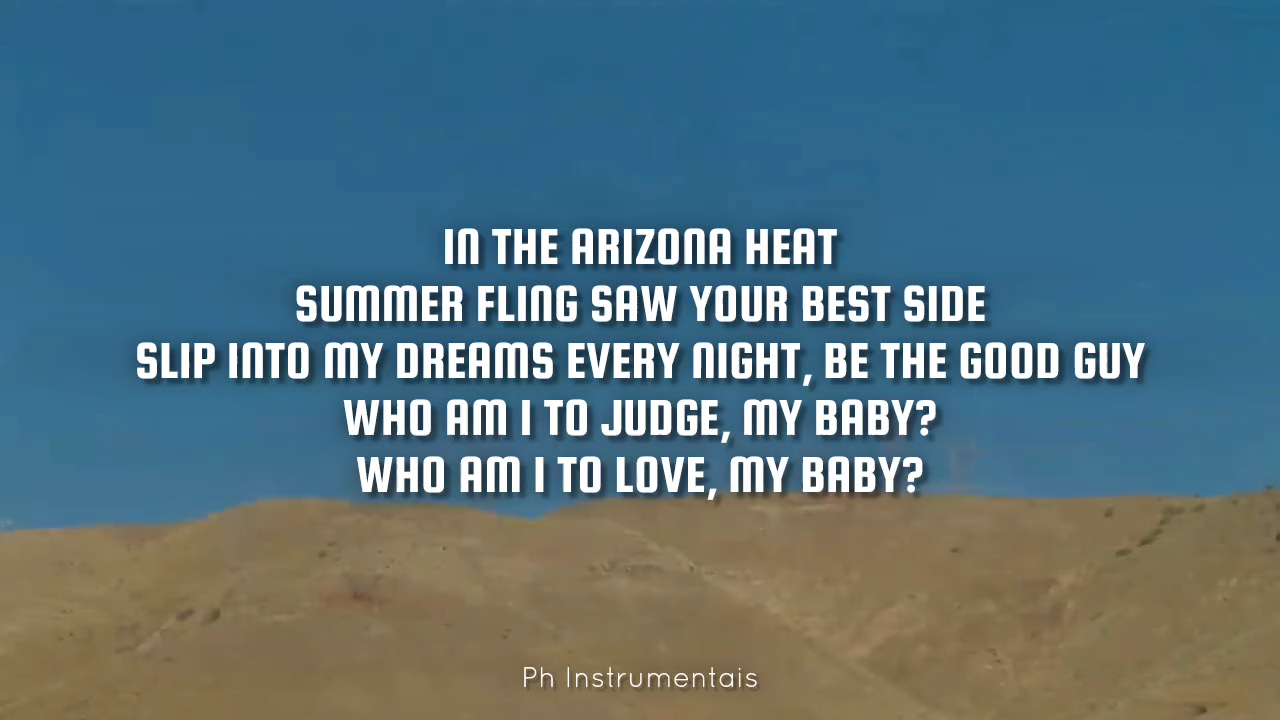 IN THE ARIZONA HEAT
SUMMER FLING SAW YOUR BEST SIDE
SLIP INTO MY DREAMS EVERY NIGHT, BE THE GOOD GUY
WHO AM I TO JUDGE, MY BABY?
WHO AM I TO LOVE, MY BABY?
Ph Instrumentais